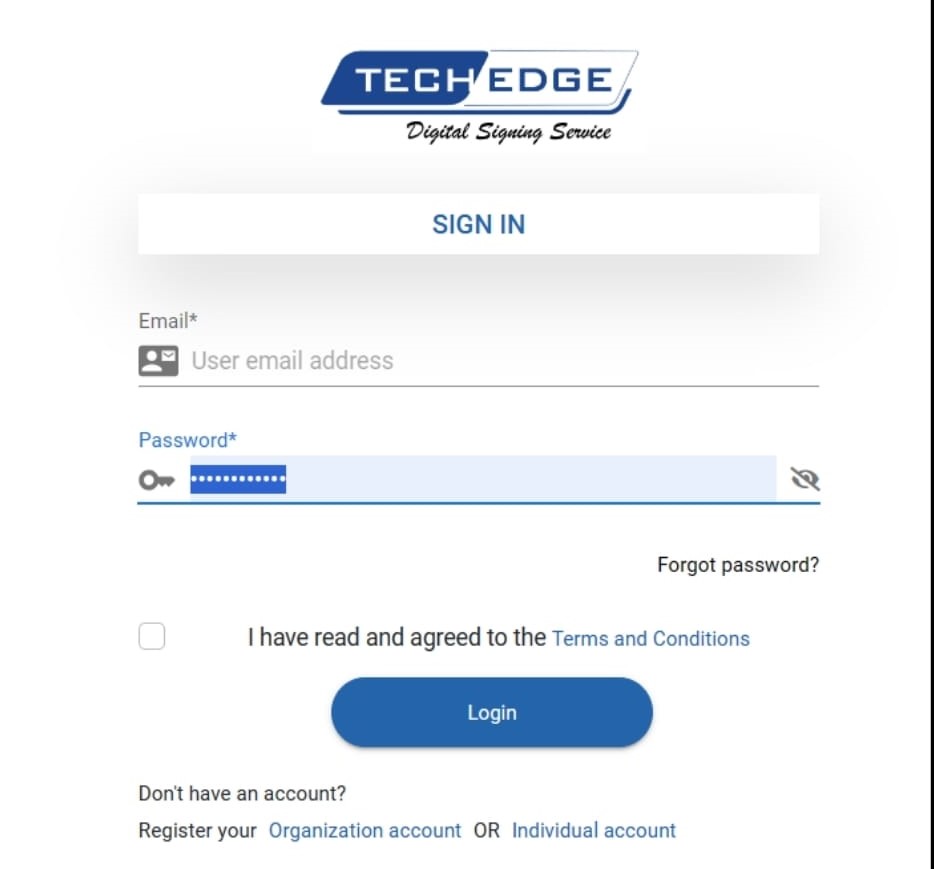 TECH EDGE
Digital Signing Service
SIGN IN
Email*
User email address
Password*
••••••••••••
Forgot password?
I have read and agreed to the Terms and Conditions
Login
Don't have an account?
Register your Organization account OR Individual account